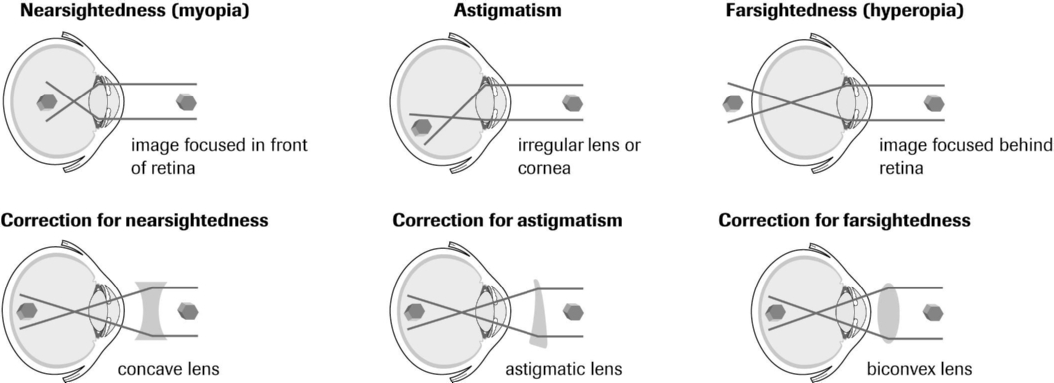 Nearsightedness (myopia)
Astigmatism
Farsightedness (hyperopia)
image focused in front
of retina
irregular lens or
cornea
image focused behind
retina
Correction for nearsightedness
Correction for astigmatism
Correction for farsightedness
concave lens
astigmatic lens
biconvex lens